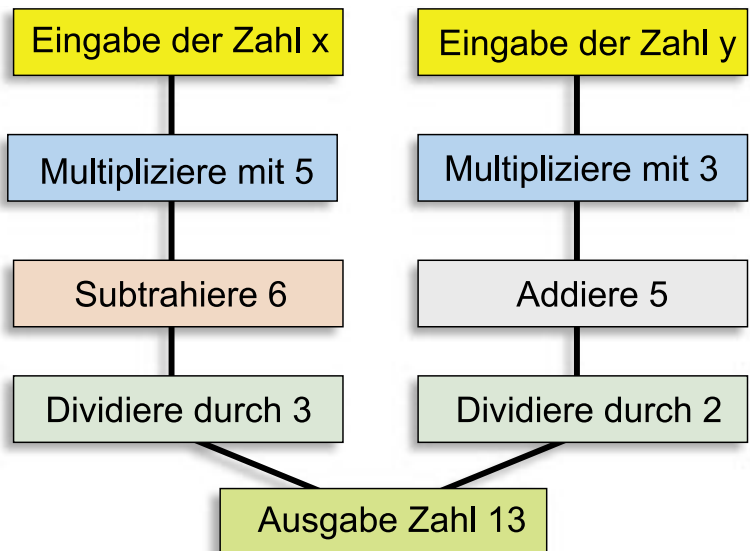 Eingabe der Zahl x
Eingabe der Zahl y
Multipliziere mit 5
Multipliziere mit 3
Subtrahiere 6
Addiere 5
Dividiere durch 3
Dividiere durch 2
Ausgabe Zahl 13